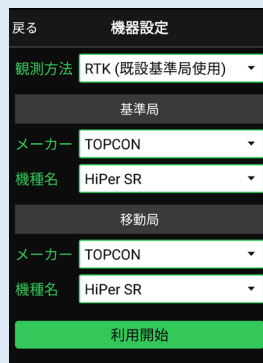 戻る 機器設定
観測方法 RTK (既設基準局使用)
基準局
メーカー TOPCON
機種名 HiPer SR
移動局
メーカー TOPCON
機種名 HiPer SR
利用開始